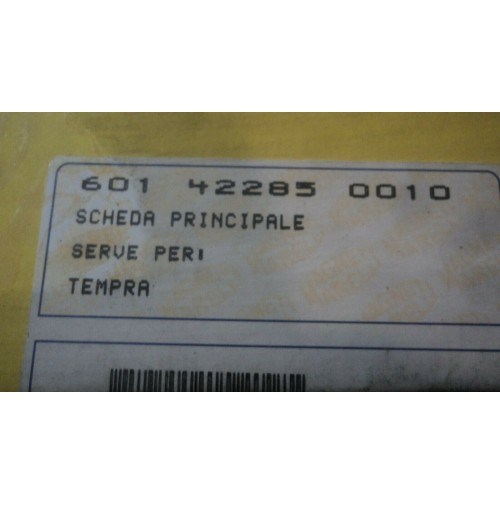 601 42285 0010
SCHEDA PRINCIPALE
SERVE PER:
TEMPRA